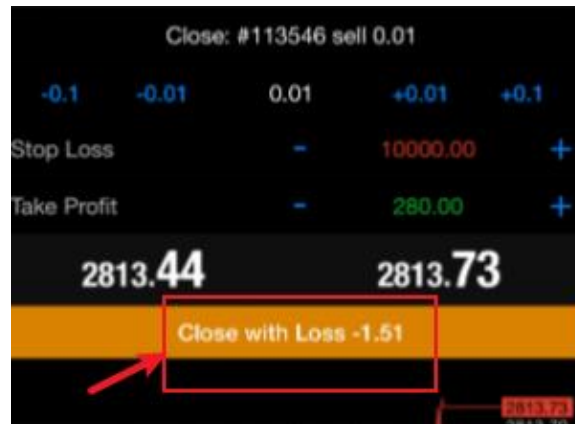 Close: #113546 sell 0.01
-0.1 -0.01 0.01 +0.01 +0.1
Stop Loss - 10000.00 +
Take Profit - 280.00 +
2813.44 2813.73
Close with Loss -1.51
2813.73